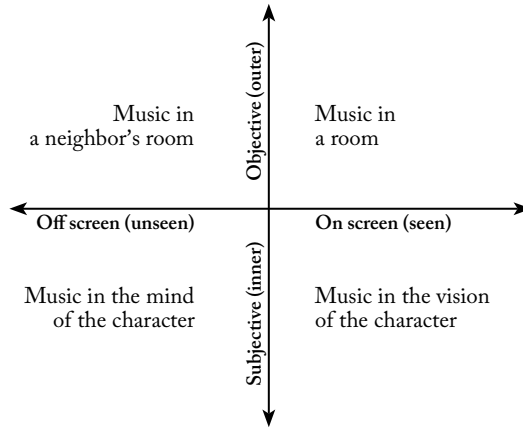 Objective (outer)
Music in
a neighbor’s room
Music in
a room
Off screen (unseen)
On screen (seen)
Music in the mind
of the character
Subjective (inner)
Music in the vision
of the character